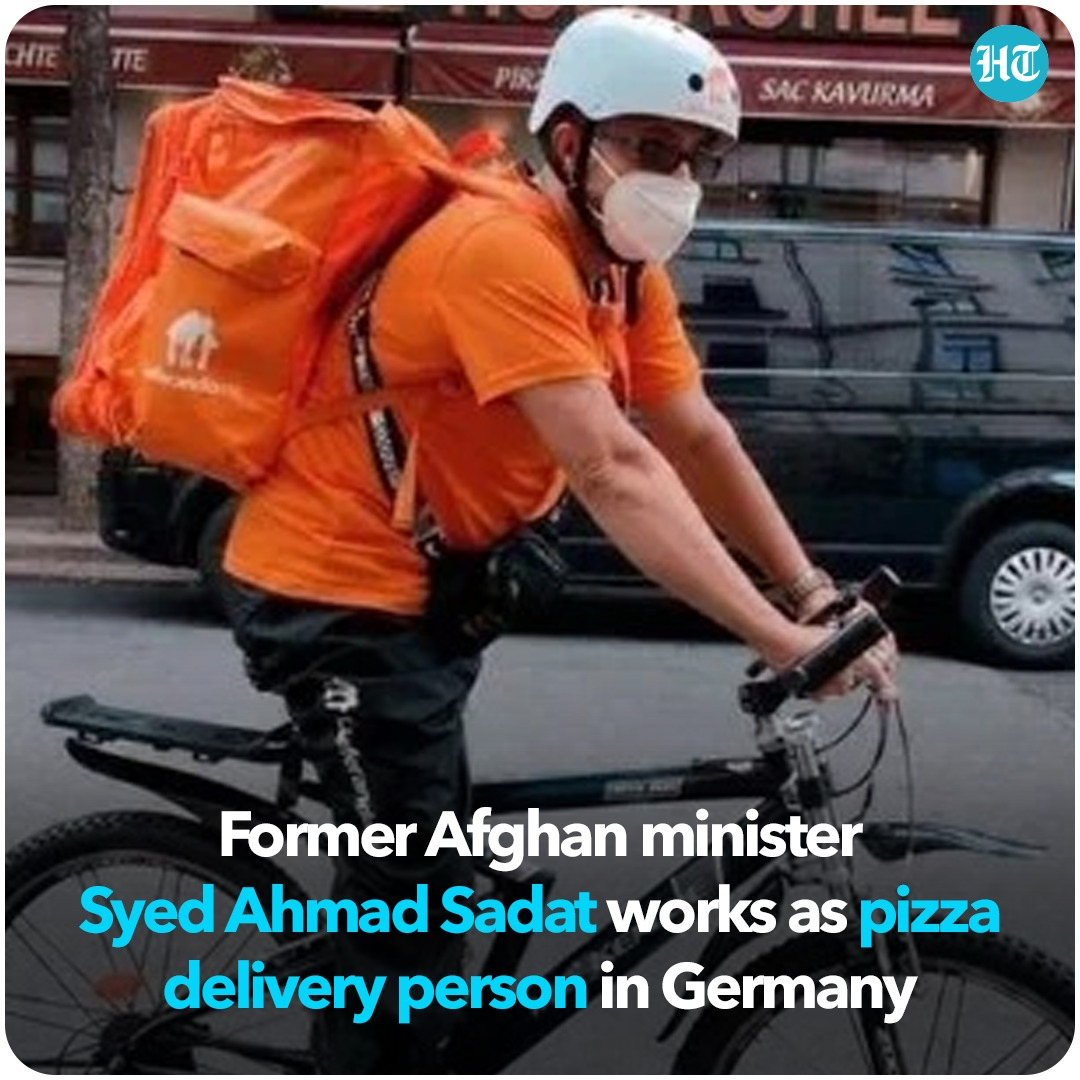 HT
SAC KAVURMA
Former Afghan minister
Syed Ahmad Sadat works as pizza
delivery person in Germany